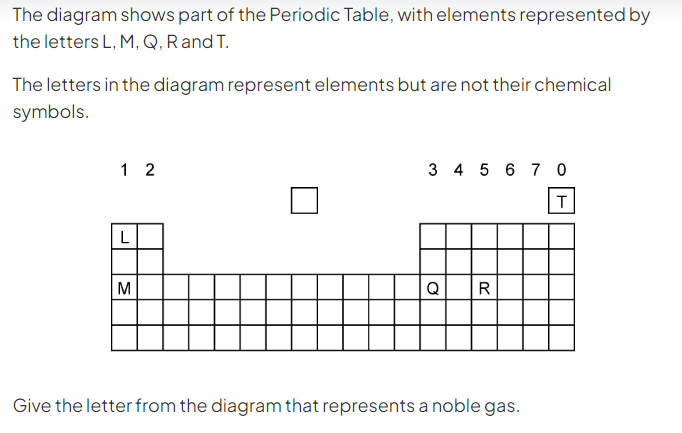 The diagram shows part of the Periodic Table, with elements represented by
the letters L, M, Q, R and T.
The letters in the diagram represent elements but are not their chemical
symbols.
1 2 3 4 5 6 7 0
T
L
M Q R
Give the letter from the diagram that represents a noble gas.